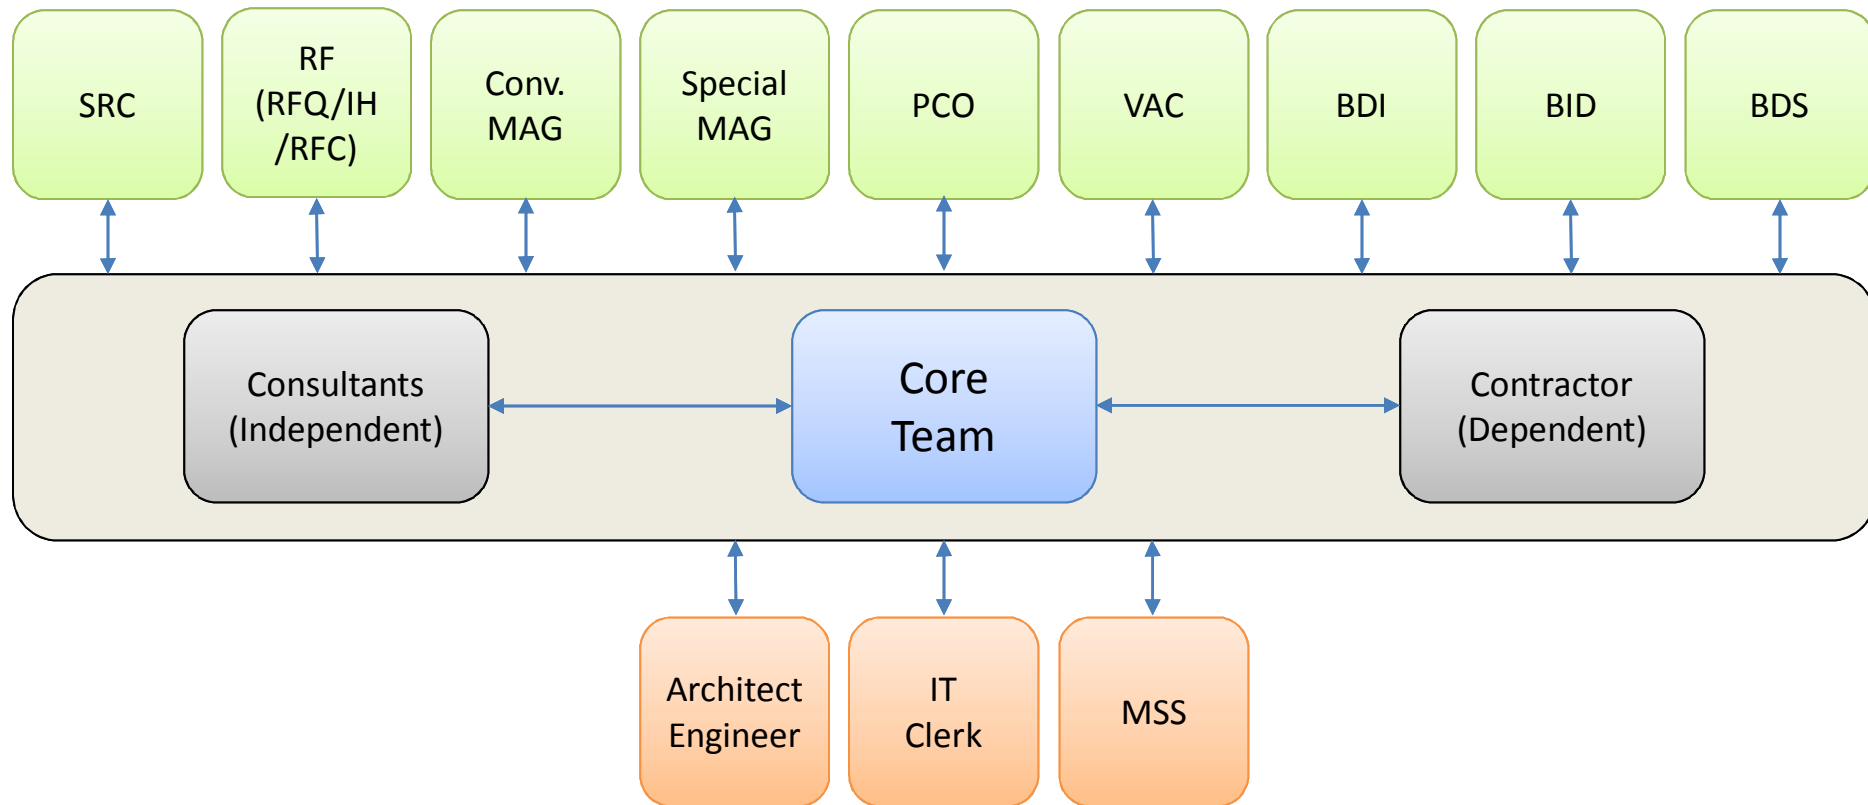 SRC
RF
(RFQ/IH
/RFC)
Conv.
MAG
Special
MAG
PCO
VAC
BDI
BID
BDS
Consultants
(Independent)
Core
Team
Contractor
(Dependent)
Architect
Engineer
IT
Clerk
MSS